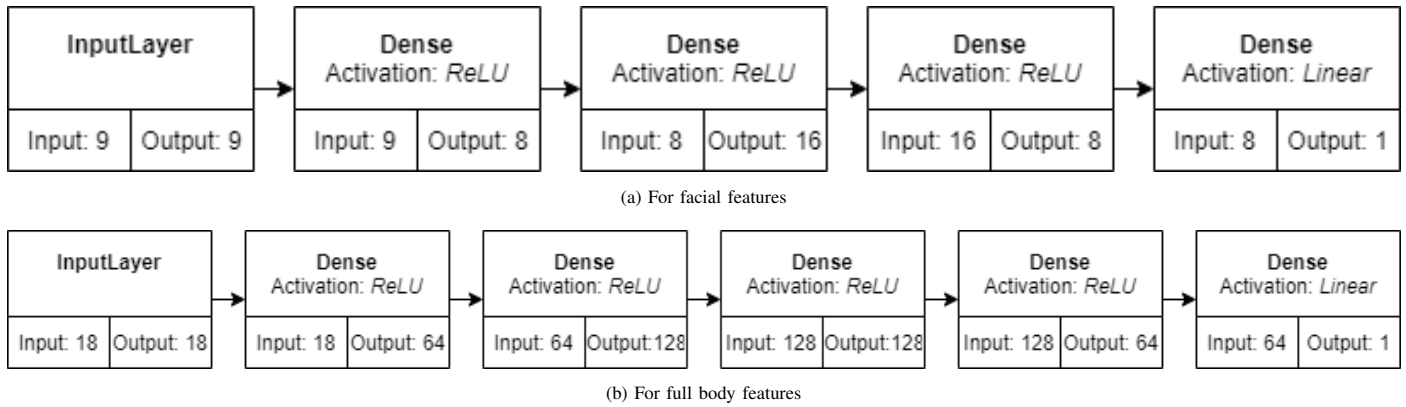 InputLayer
Input: 9 Output: 9
Dense
Activation: ReLU
Input: 9 Output: 8
Dense
Activation: ReLU
Input: 8 Output: 16
Dense
Activation: ReLU
Input: 16 Output: 8
Dense
Activation: Linear
Input: 8 Output: 1
(a) For facial features
InputLayer
Input: 18 Output: 18
Dense
Activation: ReLU
Input: 18 Output: 64
Dense
Activation: ReLU
Input: 64 Output:128
Dense
Activation: ReLU
Input: 128 Output:128
Dense
Activation: ReLU
Input: 128 Output: 64
Dense
Activation: Linear
Input: 64 Output: 1
(b) For full body features